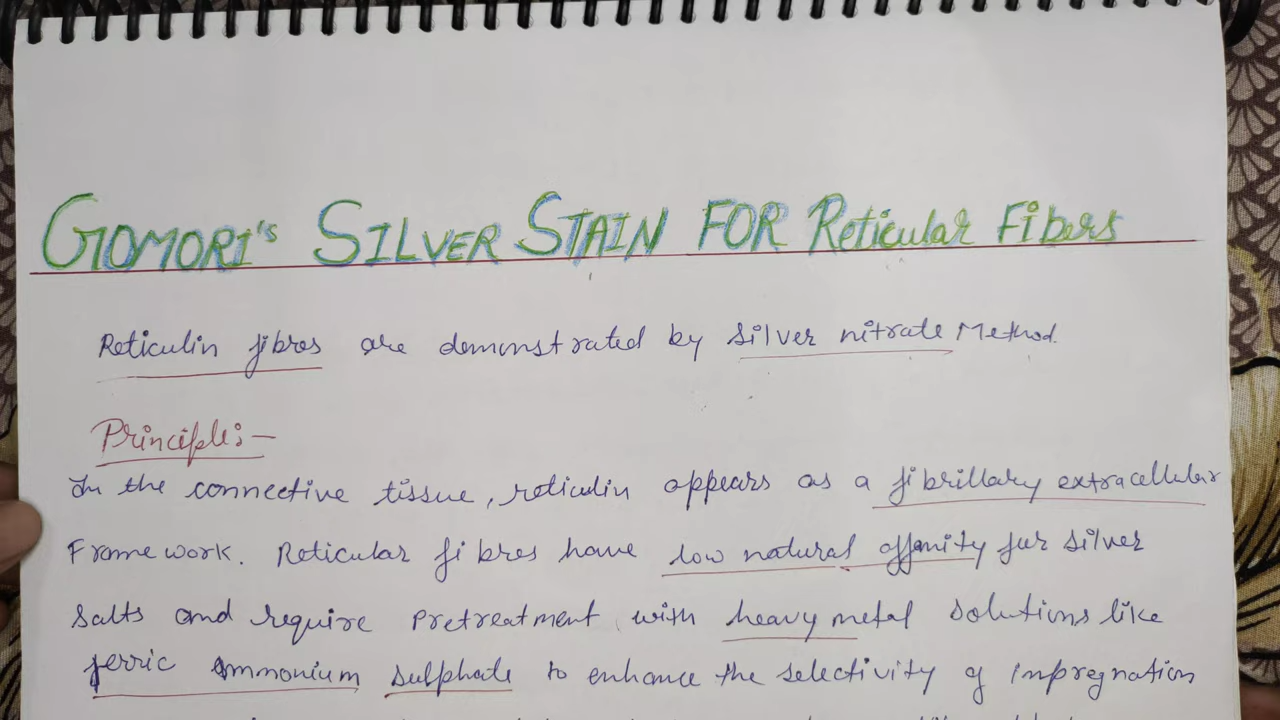 GOMORI's SILVER STAIN FOR Reticular Fibers
Reticulin fibres are demonstrated by silver nitrate Method.
Principle:-
In the connective tissue, reticulin appears as a fibrillary extracellular
Framework. Reticular fibres have low natural affinity for silver
salts and require pretreatment with heavy metal solutions like
ferric ammonium sulphate to enhance the selectivity of impregnation